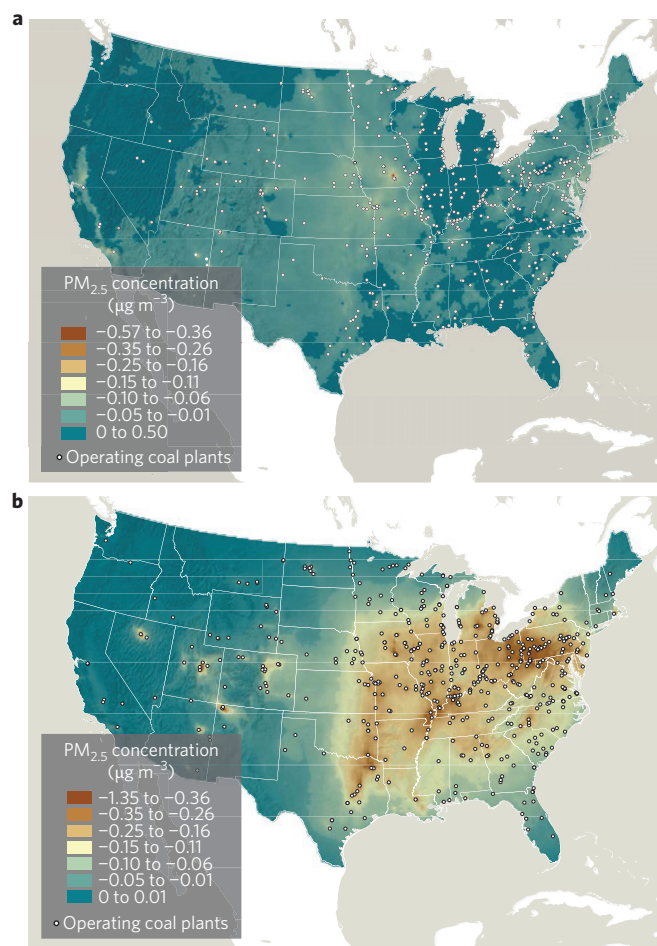 a
PM2.5 concentration
(µg m−3)
−0.57 to −0.36
−0.35 to −0.26
−0.25 to −0.16
−0.15 to −0.11
−0.10 to −0.06
−0.05 to −0.01
0 to 0.50
Operating coal plants
b
PM2.5 concentration
(µg m−3)
−1.35 to −0.36
−0.35 to −0.26
−0.25 to −0.16
−0.15 to −0.11
−0.10 to −0.06
−0.05 to −0.01
0 to 0.01
Operating coal plants